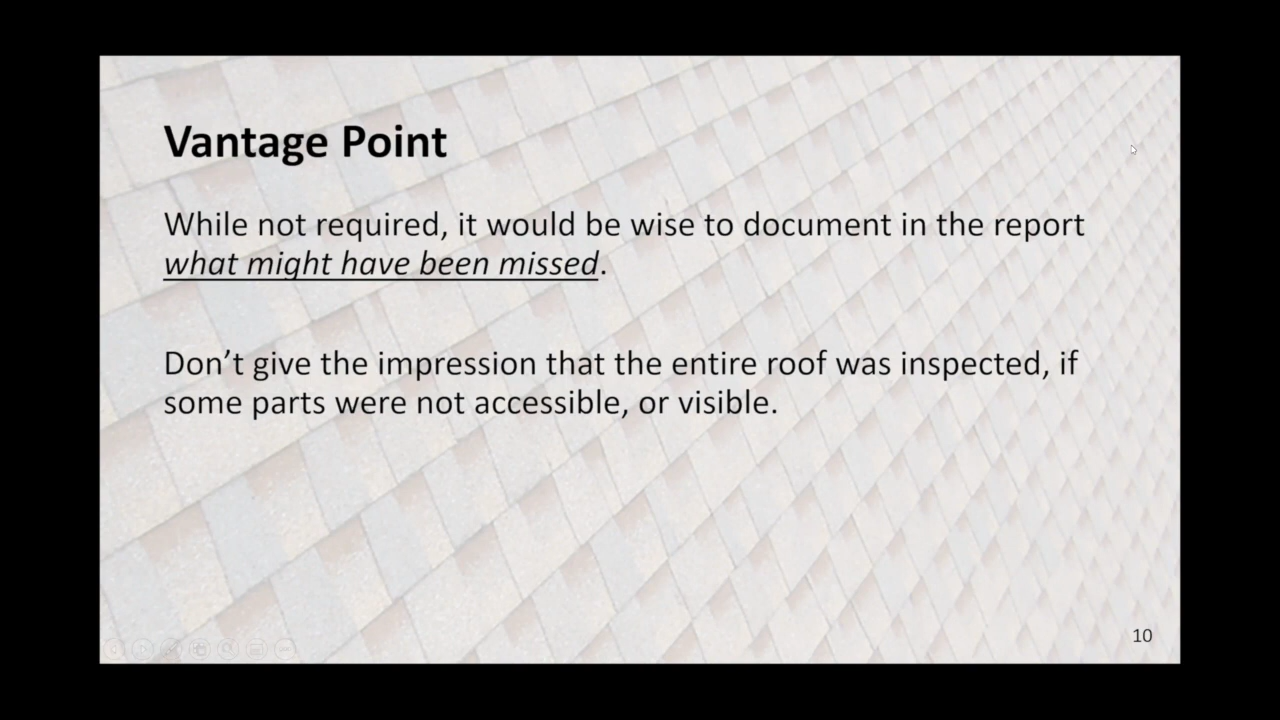 Vantage Point
While not required, it would be wise to document in the report
what might have been missed.
Don’t give the impression that the entire roof was inspected, if
some parts were not accessible, or visible.
10